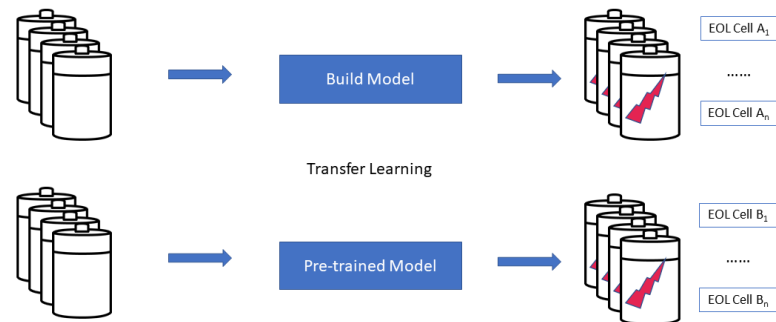 EOL Cell A1
Build Model
......
EOL Cell An
Transfer Learning
EOL Cell B1
Pre-trained Model
......
EOL Cell Bn